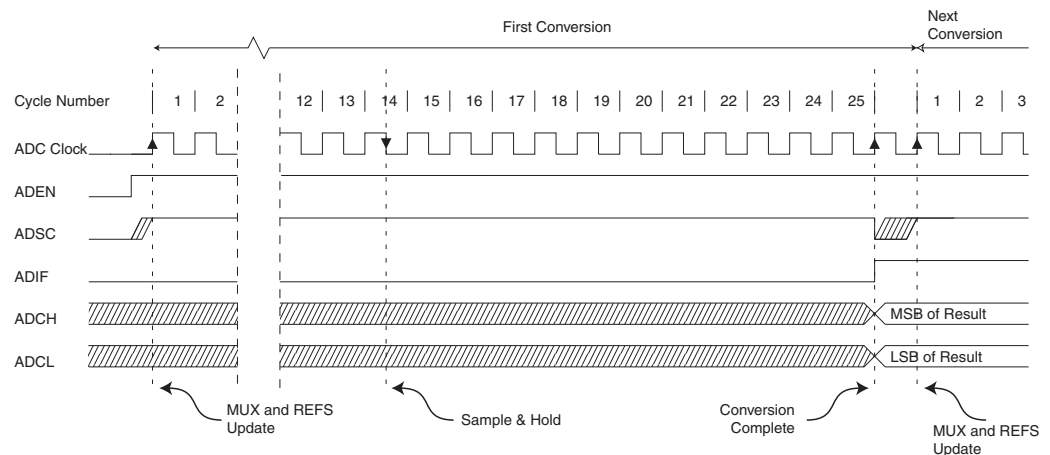 First Conversion
Next
Conversion
Cycle Number 1 2 12 13 14 15 16 17 18 19 20 21 22 23 24 25 1 2 3
ADC Clock
ADEN
ADSC
ADIF
ADCH
MSB of Result
ADCL
LSB of Result
MUX and REFS
Update
Sample & Hold
Conversion
Complete
MUX and REFS
Update